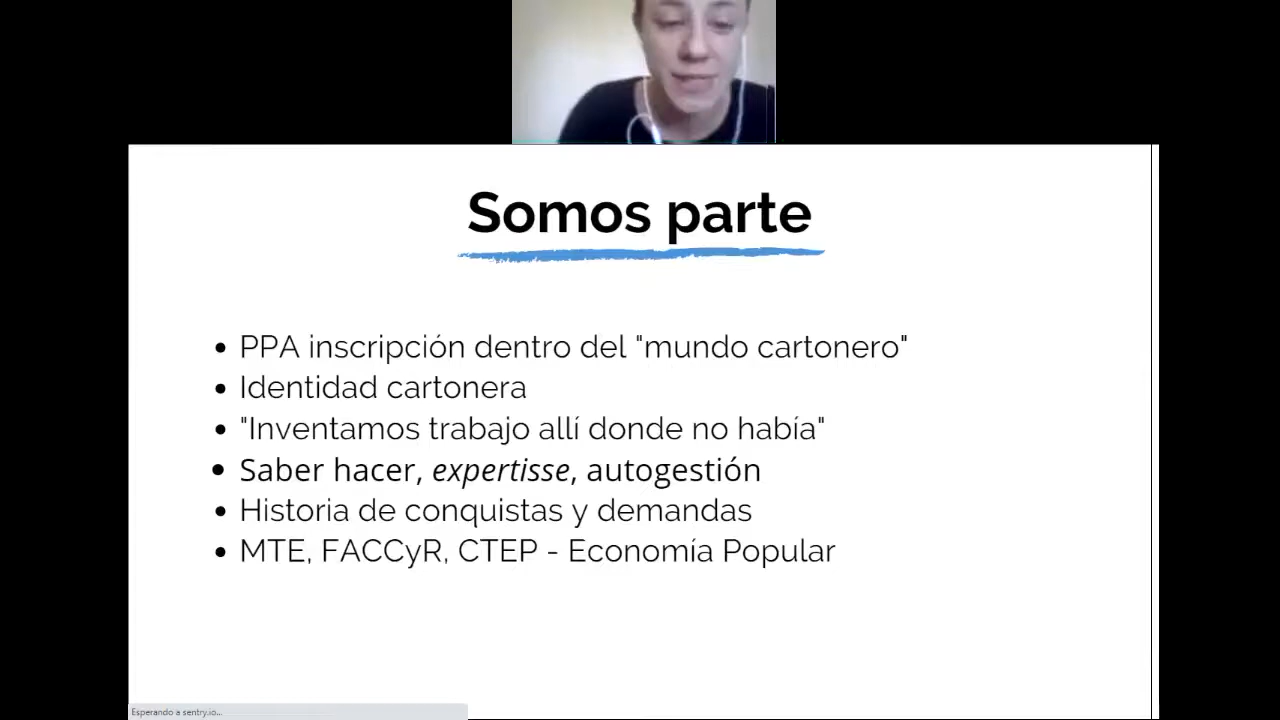 Somos parte
PPA inscripción dentro del "mundo cartonero"
Identidad cartonera
"Inventamos trabajo allí donde no había"
Saber hacer, expertisse, autogestión
Historia de conquistas y demandas
MTE, FACCyR, CTEP - Economía Popular
Esperando a sentry.io...